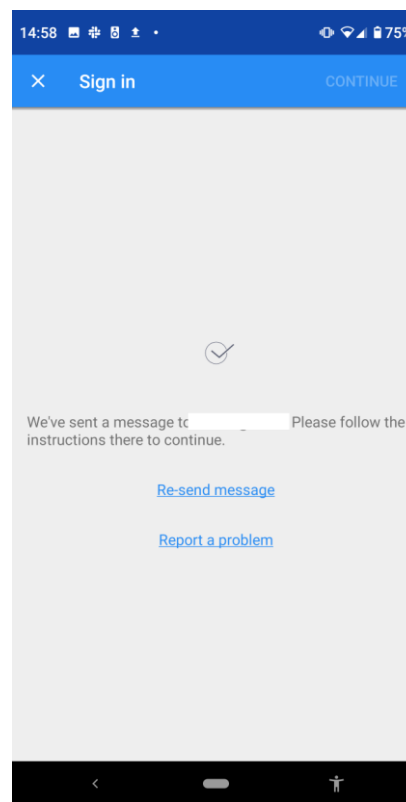 14:58 75%
Sign in CONTINUE
We've sent a message to Please follow the
instructions there to continue.
Re-send message
Report a problem